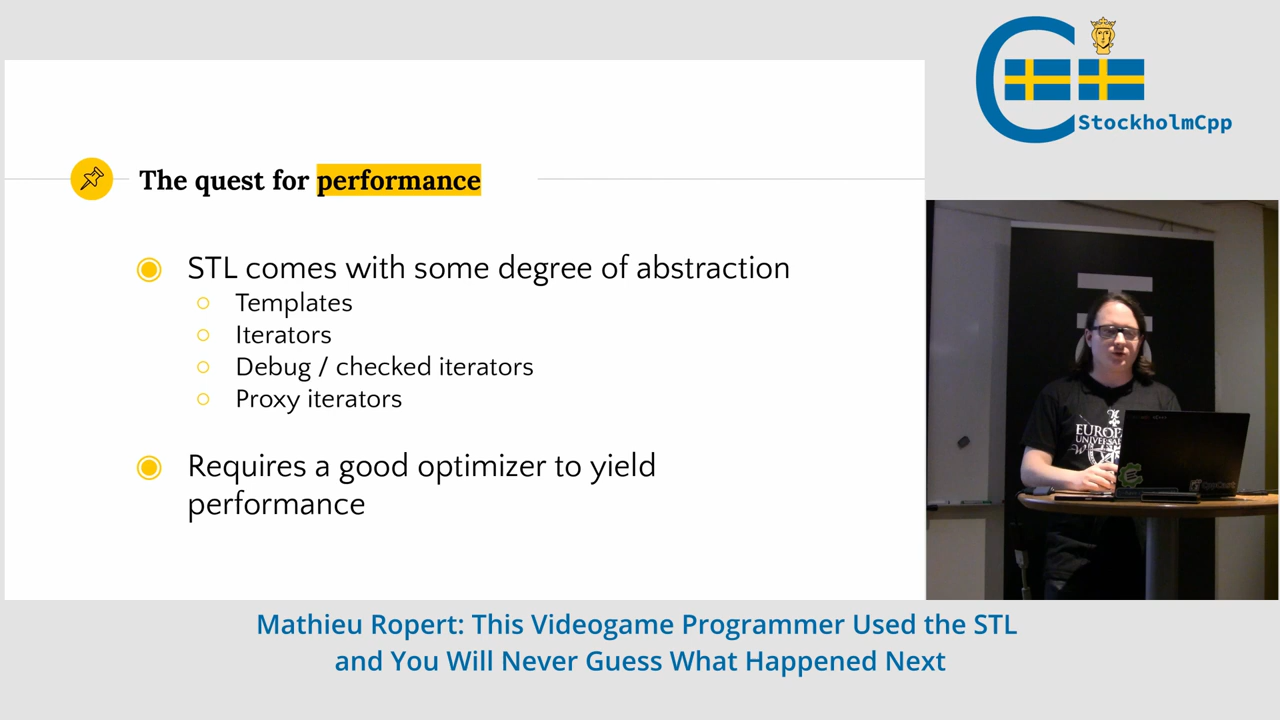 StockholmCpp
The quest for performance
STL comes with some degree of abstraction
Templates
Iterators
Debug / checked iterators
Proxy iterators
Requires a good optimizer to yield
performance
EUROPA
UNIVERSALIS
Mathieu Ropert: This Videogame Programmer Used the STL
and You Will Never Guess What Happened Next